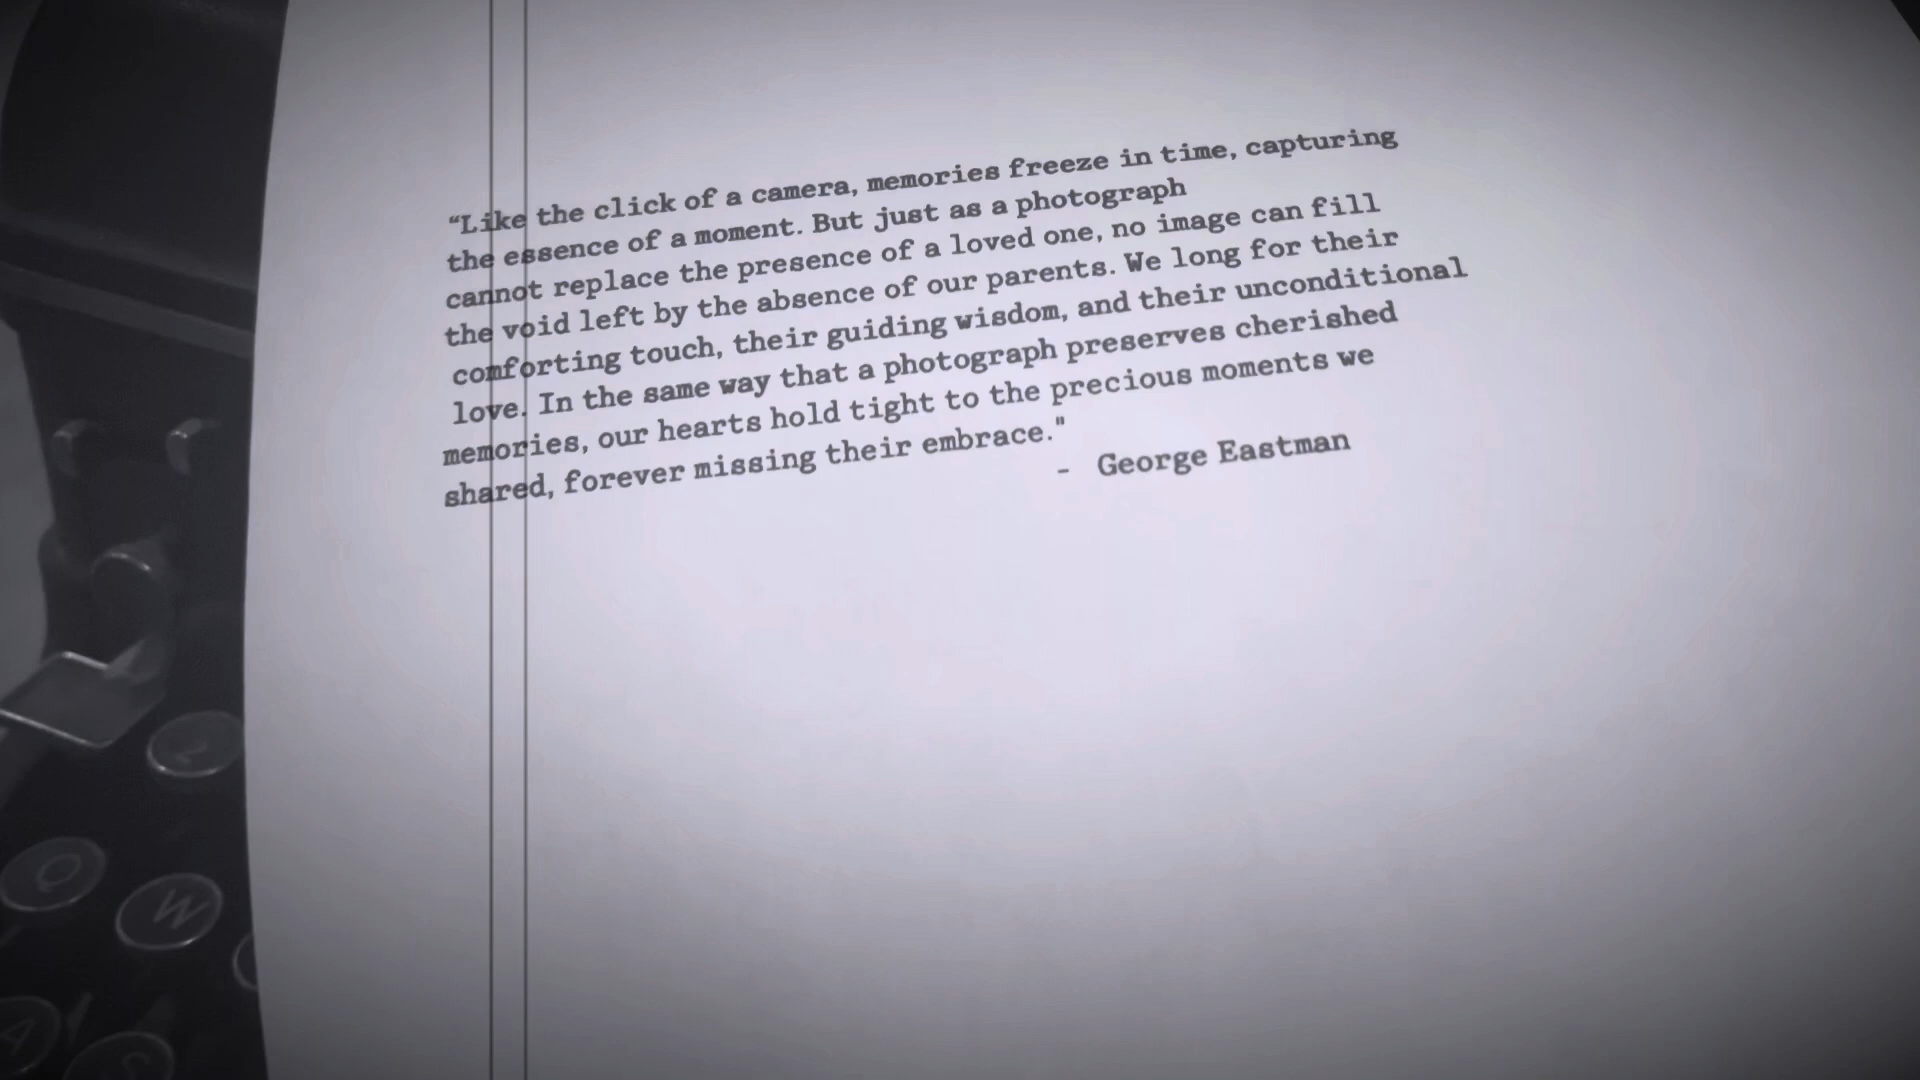 “Like the click of a camera, memories freeze in time, capturing
the essence of a moment. But just as a photograph
cannot replace the presence of a loved one, no image can fill
the void left by the absence of our parents. We long for their
comforting touch, their guiding wisdom, and their unconditional
love. In the same way that a photograph preserves cherished
memories, our hearts hold tight to the precious moments we
shared, forever missing their embrace."
- George Eastman
2
Q
W
A
S